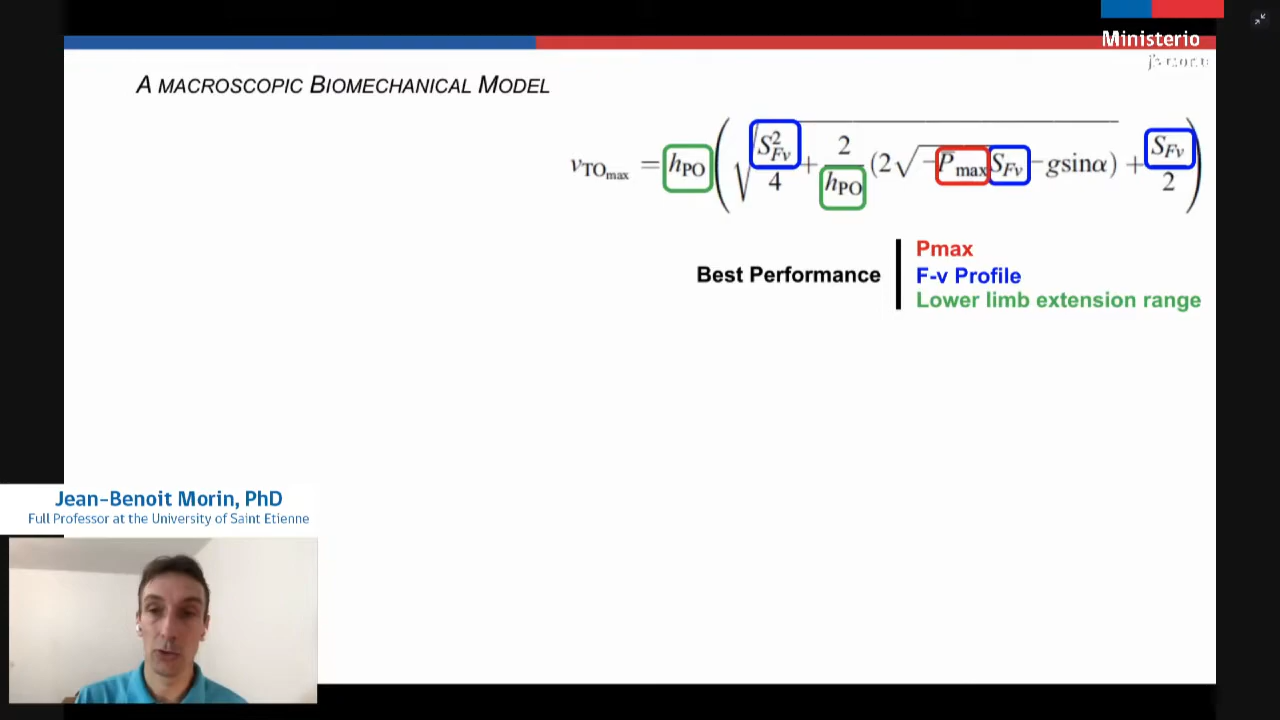 Ministerio
A MACROSCOPIC BIOMECHANICAL MODEL
v_TOmax = h_PO ( √( S_Fv² / 4 + 2 / h_PO (2√( −P̅_max S_Fv ) − g sinα) ) + S_Fv / 2 )
Best Performance
Pmax
F-v Profile
Lower limb extension range
Jean-Benoit Morin, PhD
Full Professor at the University of Saint Etienne